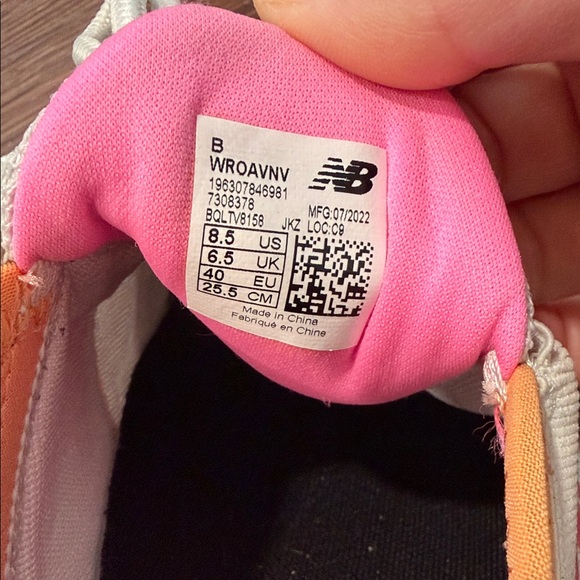 B
WROAVNV NB
196307846981
7308378 MFG:07/2022
BQLTV8158 JKZ LOC:C9
8.5 US
6.5 UK
40 EU
25.5 CM
Made in China
Fabriqué en Chine